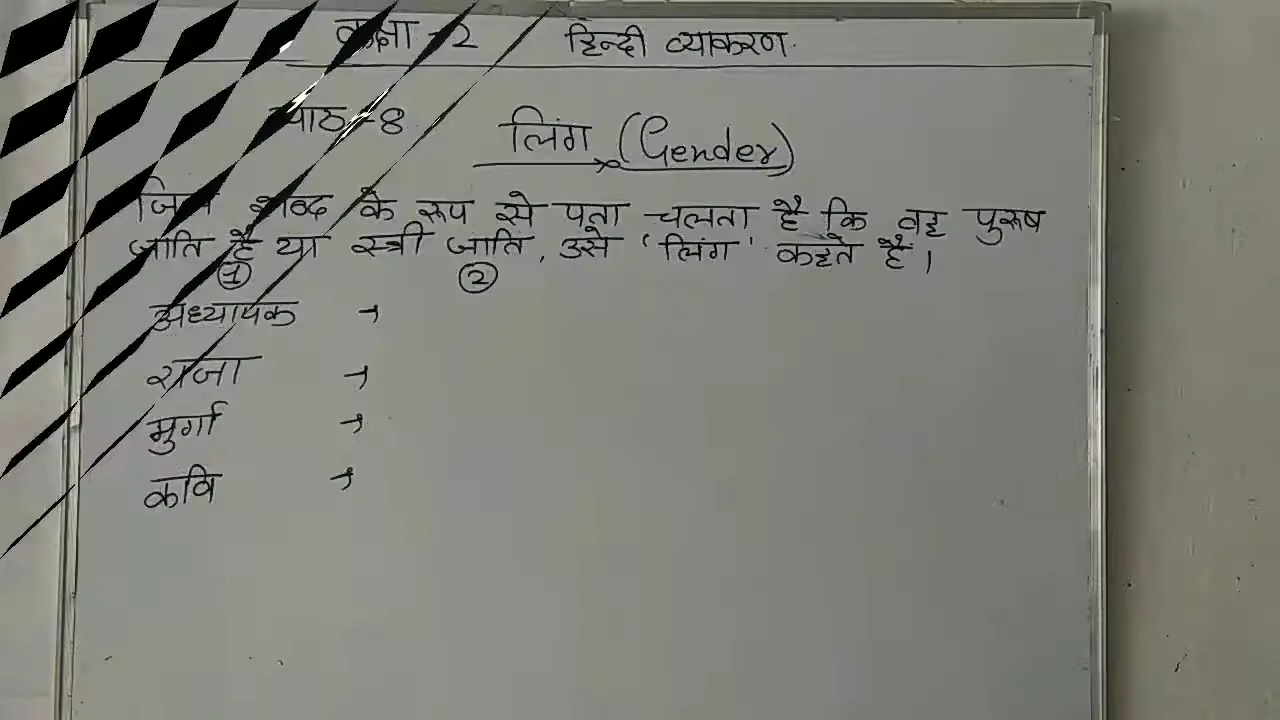 कक्षा - 2 हिन्दी व्याकरण
पाठ - 8 लिंग (Gender)
जिस शब्द के रूप से पता चलता है कि वह पुरुष
जाति है या स्त्री जाति, उसे 'लिंग' कहते है।
① ②
अध्यापक →
राजा →
मुर्गा →
कवि →